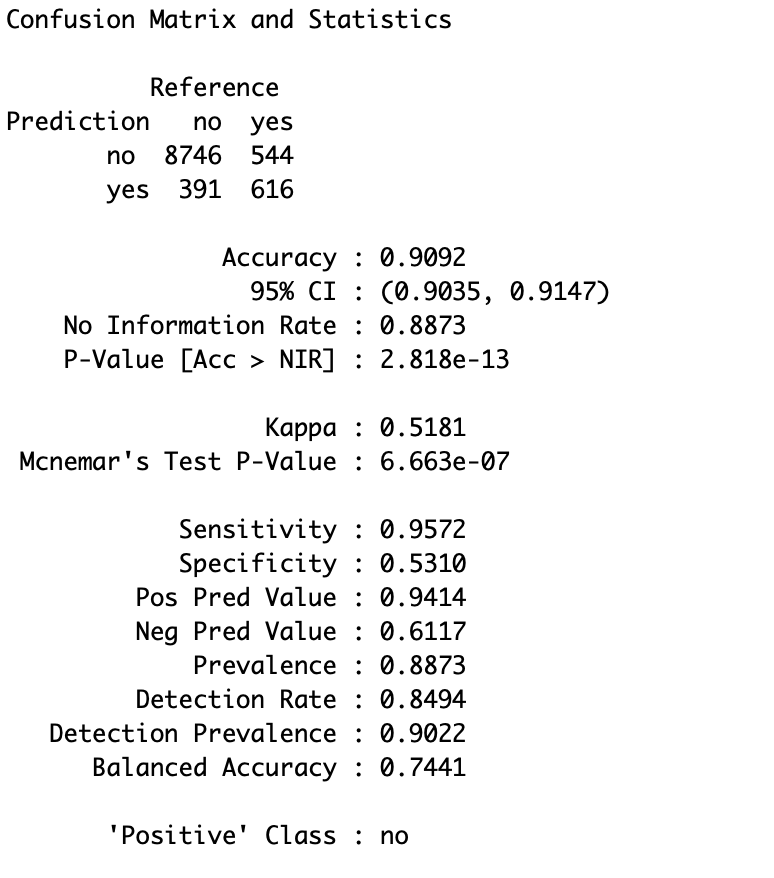 Confusion Matrix and Statistics
Reference
Prediction no yes
no 8746 544
yes 391 616
Accuracy : 0.9092
95% CI : (0.9035, 0.9147)
No Information Rate : 0.8873
P-Value [Acc > NIR] : 2.818e-13
Kappa : 0.5181
Mcnemar's Test P-Value : 6.663e-07
Sensitivity : 0.9572
Specificity : 0.5310
Pos Pred Value : 0.9414
Neg Pred Value : 0.6117
Prevalence : 0.8873
Detection Rate : 0.8494
Detection Prevalence : 0.9022
Balanced Accuracy : 0.7441
'Positive' Class : no